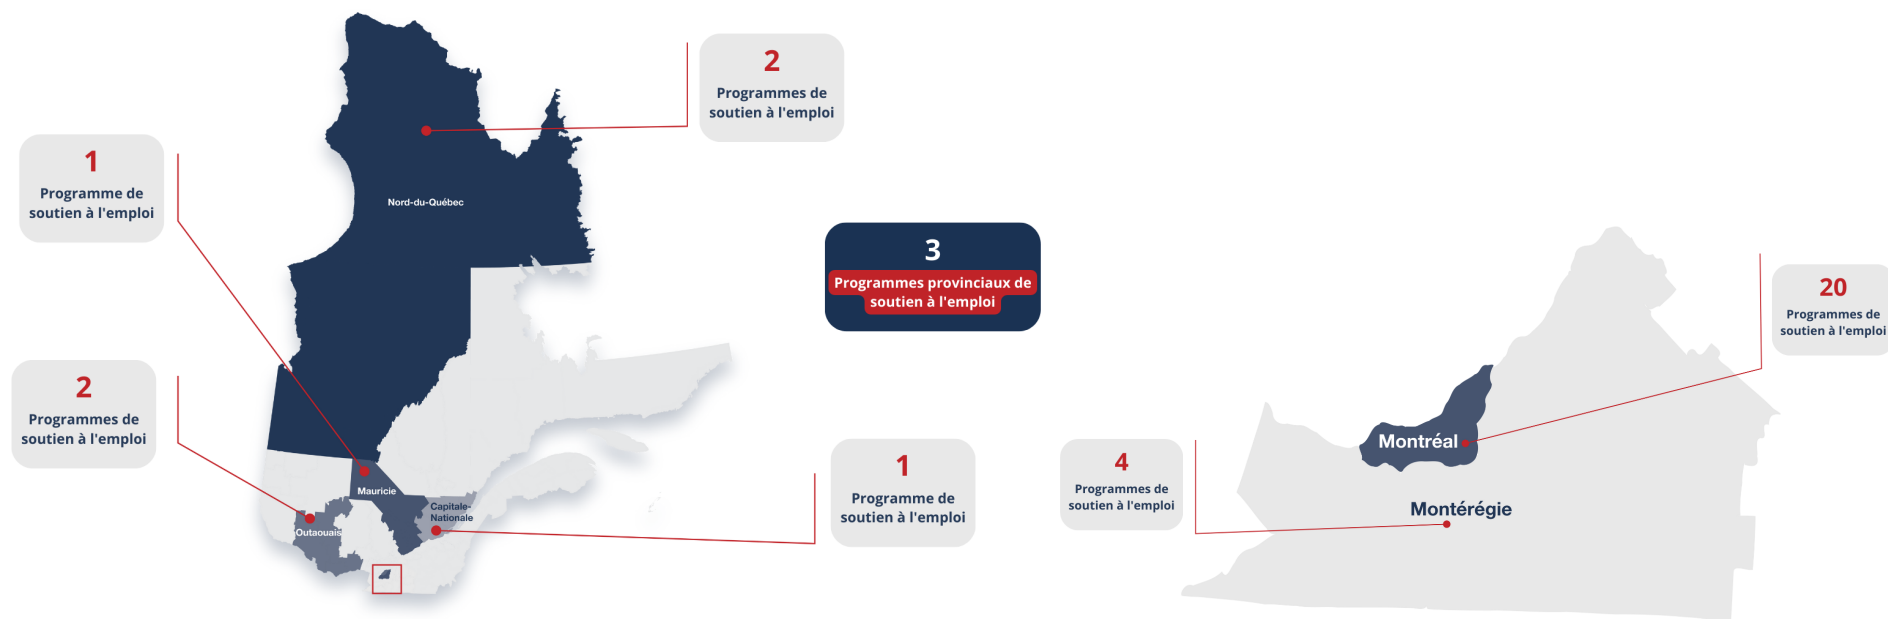 2
Programmes de
soutien à l'emploi
1
Programme de
soutien à l'emploi
Nord-du-Québec
3
Programmes provinciaux de
soutien à l'emploi
20
Programmes de
soutien à l'emploi
2
Programmes de
soutien à l'emploi
Montréal
1
Programme de
soutien à l'emploi
4
Programmes de
soutien à l'emploi
Mauricie
Capitale-
Nationale
Outaouais
Montérégie